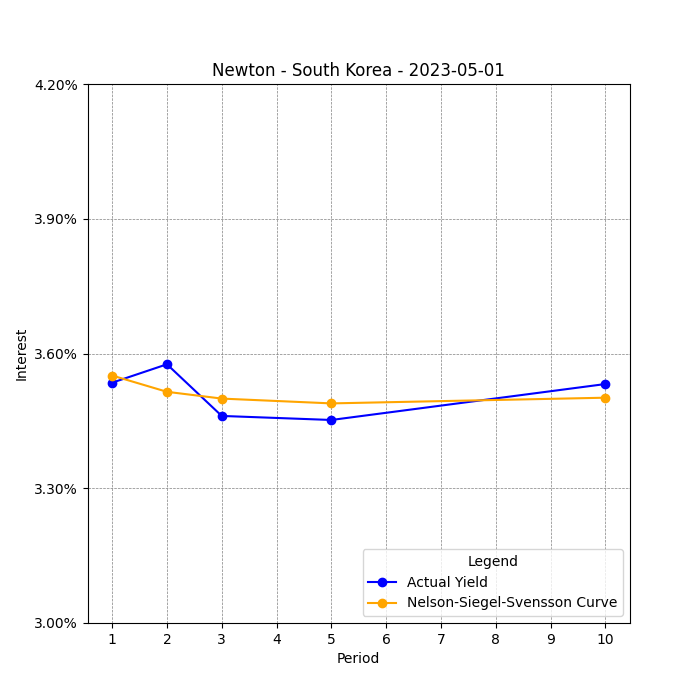 Newton - South Korea - 2023-05-01
4.20%
3.90%
3.60%
3.30%
3.00%
Interest
1 2 3 4 5 6 7 8 9 10
Period
Legend
Actual Yield
Nelson-Siegel-Svensson Curve